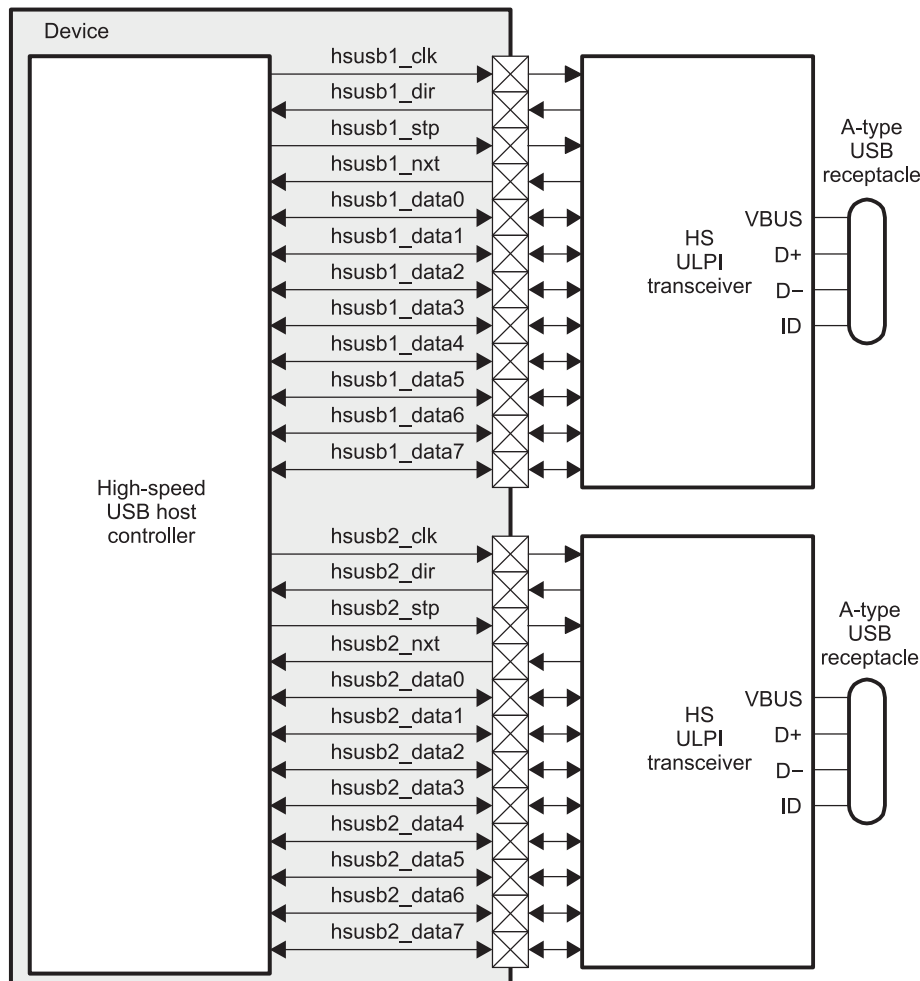 Device
hsusb1_clk
hsusb1_dir
hsusb1_stp
hsusb1_nxt
hsusb1_data0
hsusb1_data1
hsusb1_data2
hsusb1_data3
hsusb1_data4
hsusb1_data5
hsusb1_data6
hsusb1_data7
HS
ULPI
transceiver
VBUS
D+
D−
ID
A-type
USB
receptacle
High-speed
USB host
controller
hsusb2_clk
hsusb2_dir
hsusb2_stp
hsusb2_nxt
hsusb2_data0
hsusb2_data1
hsusb2_data2
hsusb2_data3
hsusb2_data4
hsusb2_data5
hsusb2_data6
hsusb2_data7
HS
ULPI
transceiver
VBUS
D+
D−
ID
A-type
USB
receptacle